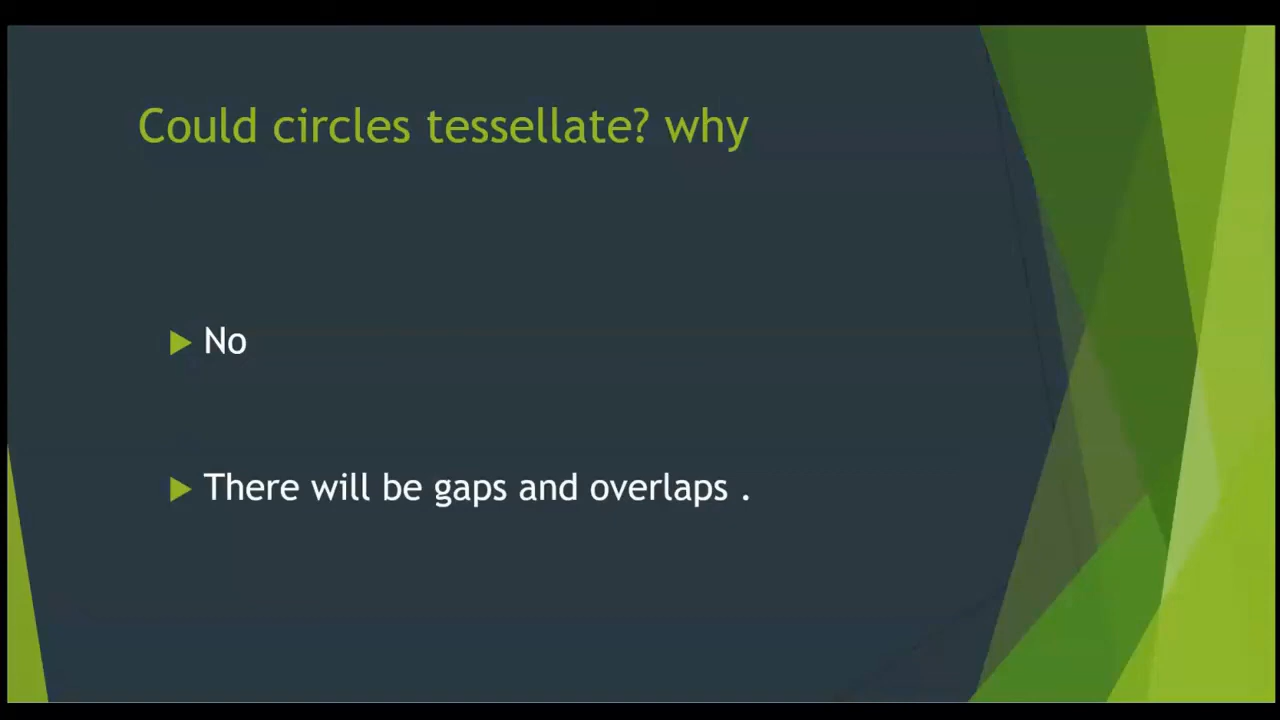 Could circles tessellate? why
No
There will be gaps and overlaps .